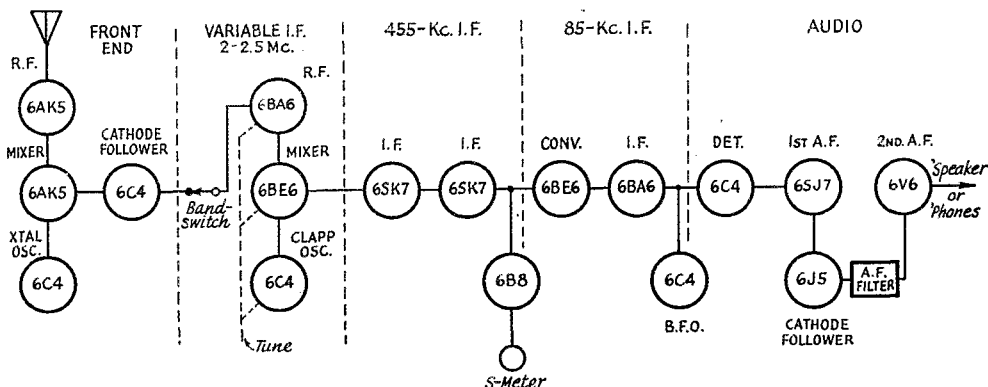 FRONT
END
VARIABLE I.F.
2-2.5 Mc.
455-Kc. I.F.
85-Kc. I.F.
AUDIO
R.F.
6AK5
MIXER
6AK5
XTAL
OSC.
6C4
CATHODE
FOLLOWER
6C4
Band-
switch
R.F.
6BA6
MIXER
6BE6
CLAPP
OSC.
6C4
Tune
I.F.
6SK7
I.F.
6SK7
6B8
S-Meter
CONV.
6BE6
I.F.
6BA6
6C4
B.F.O.
DET.
6C4
1ST A.F.
6SJ7
6J5
CATHODE
FOLLOWER
A.F.
FILTER
2ND. A.F.
6V6
'Speaker
or
'Phones